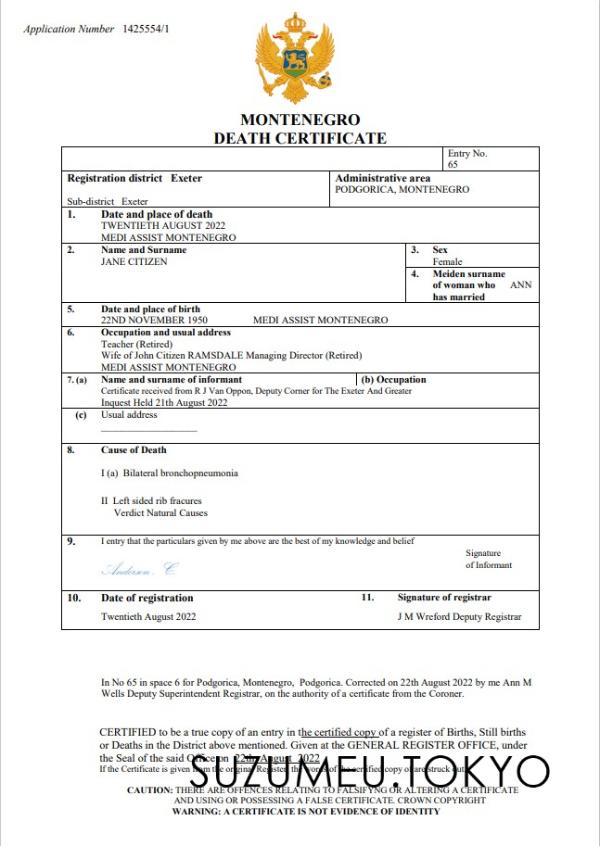 Application Number 1425554/1
MONTENEGRO
DEATH CERTIFICATE
Entry No.
65
Registration district Exeter
Sub-district Exeter
Administrative area
PODGORICA, MONTENEGRO
1. Date and place of death
TWENTIETH AUGUST 2022
MEDI ASSIST MONTENEGRO
2. Name and Surname
JANE CITIZEN
3. Sex
Female
4. Meiden surname
of woman who ANN
has married
5. Date and place of birth
22ND NOVEMBER 1950 MEDI ASSIST MONTENEGRO
6. Occupation and usual address
Teacher (Retired)
Wife of John Citizen RAMSDALE Managing Director (Retired)
MEDI ASSIST MONTENEGRO
7. (a) Name and surname of informant (b) Occupation
Certificate received from R J Van Oppon, Deputy Corner for The Exeter And Greater
Inquest Held 21th August 2022
(c) Usual address
8. Cause of Death
I (a) Bilateral bronchopneumonia
II Left sided rib fracures
Verdict Natural Causes
9. I entry that the particulars given by me above are the best of my knowledge and belief
Anderson. C
Signature
of Informant
10. Date of registration
Twentieth August 2022
11. Signature of registrar
J M Wreford Deputy Registrar
In No 65 in space 6 for Podgorica, Montenegro, Podgorica. Corrected on 22th August 2022 by me Ann M
Wells Deputy Superintendent Registrar, on the authority of a certificate from the Coroner.
CERTIFIED to be a true copy of an entry in the certified copy of a register of Births, Still births
or Deaths in the District above mentioned. Given at the GENERAL REGISTER OFFICE, under
the Seal of the said Office on 22th August 2022
If the Certificate is given from the original Register the words the certified copy of are struck out
SUZUMEU.TOKYO
CAUTION: THERE ARE OFFENCES RELATING TO FALSIFYNG OR ALTERING A CERTIFICATE
AND USING OR POSSESSING A FALSE CERTIFICATE. CROWN COPYRIGHT
WARNING: A CERTIFICATE IS NOT EVIDENCE OF IDENTITY